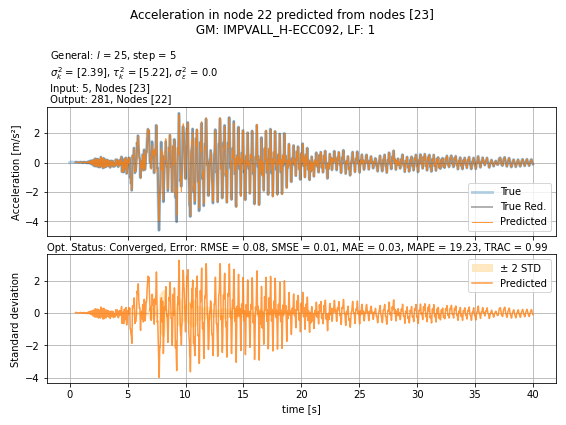 Acceleration in node 22 predicted from nodes [23]
GM: IMPVALL_H-ECC092, LF: 1
General: l = 25, step = 5
σ²ₖ = [2.39], τ²ₖ = [5.22], σ²ᵣ = 0.0
Input: 5, Nodes [23]
Output: 281, Nodes [22]
Acceleration [m/s²]
2
0
−2
−4
True
True Red.
Predicted
Opt. Status: Converged, Error: RMSE = 0.08, SMSE = 0.01, MAE = 0.03, MAPE = 19.23, TRAC = 0.99
Standard deviation
2
0
−2
−4
± 2 STD
Predicted
0 5 10 15 20 25 30 35 40
time [s]